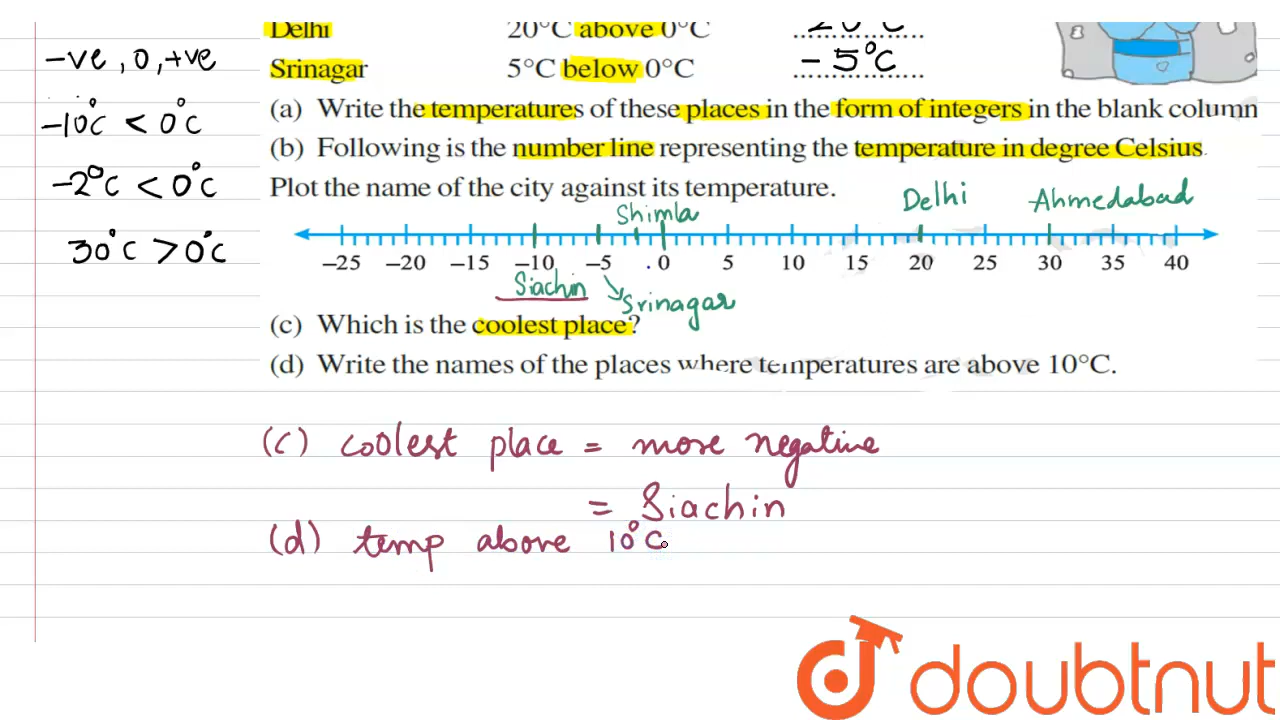 Delhi 20°C above 0°C 20°C
Srinagar 5°C below 0°C -5°C
-ve, 0, +ve
-10°C < 0°C
-2°C < 0°C
30°C > 0°C
(a) Write the temperatures of these places in the form of integers in the blank column
(b) Following is the number line representing the temperature in degree Celsius.
Plot the name of the city against its temperature.
Shimla Delhi Ahmedabad
–25 –20 –15 –10 –5 0 5 10 15 20 25 30 35 40
Siachin Srinagar
(c) Which is the coolest place?
(d) Write the names of the places where temperatures are above 10°C.
(c) coolest place = more negative
= Siachin
(d) temp above 10°C
doubtnut